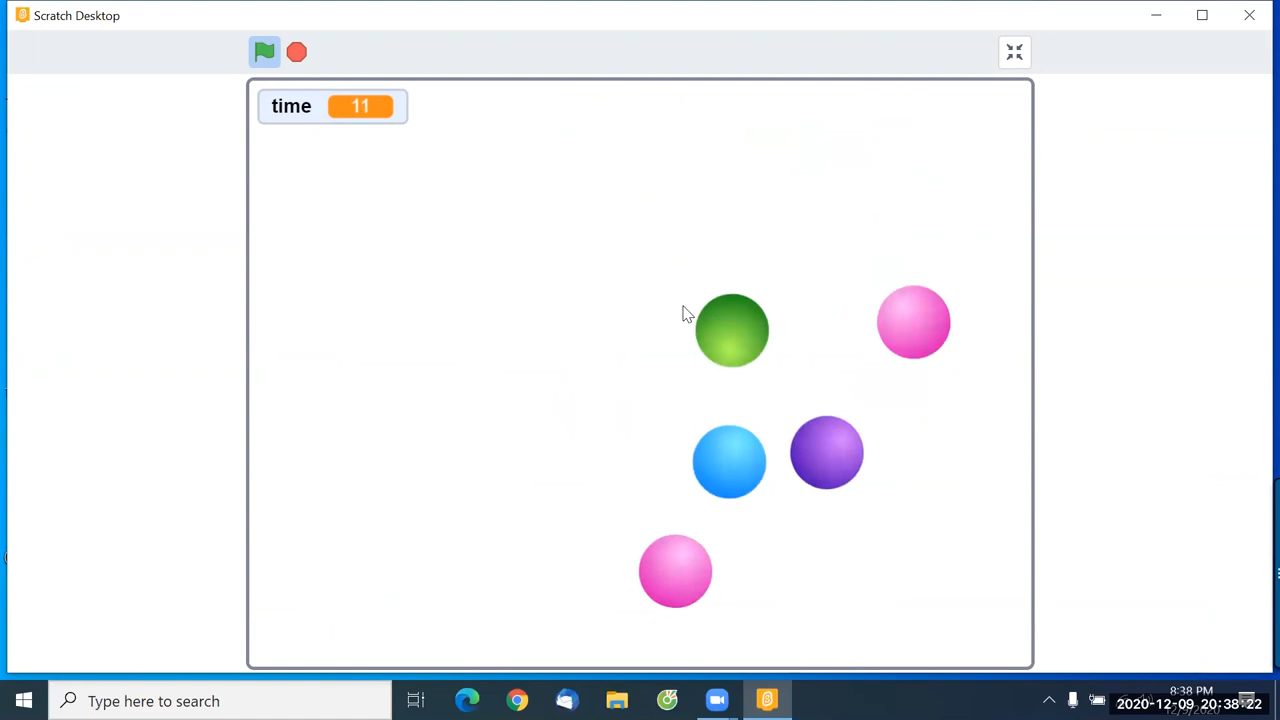 Scratch Desktop
time 11
Type here to search
8:38 PM
2020-12-09 20:38:22